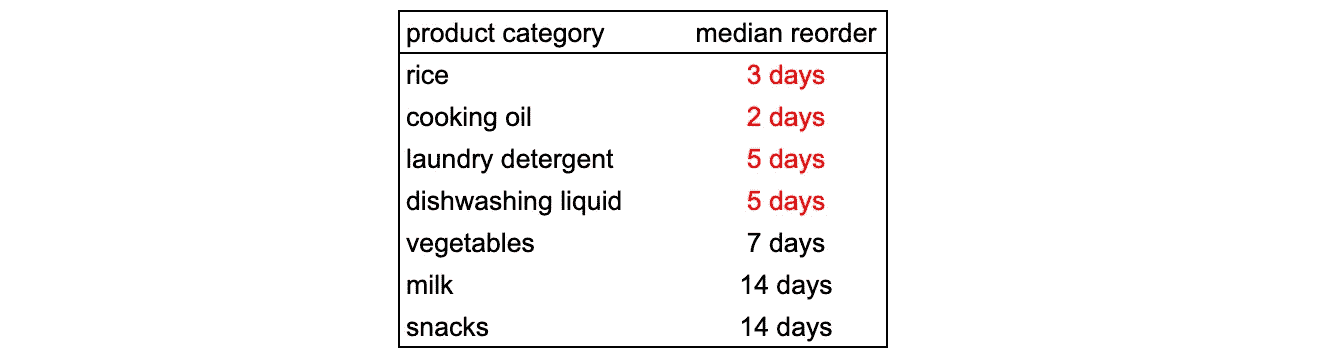 product category median reorder
rice 3 days
cooking oil 2 days
laundry detergent 5 days
dishwashing liquid 5 days
vegetables 7 days
milk 14 days
snacks 14 days